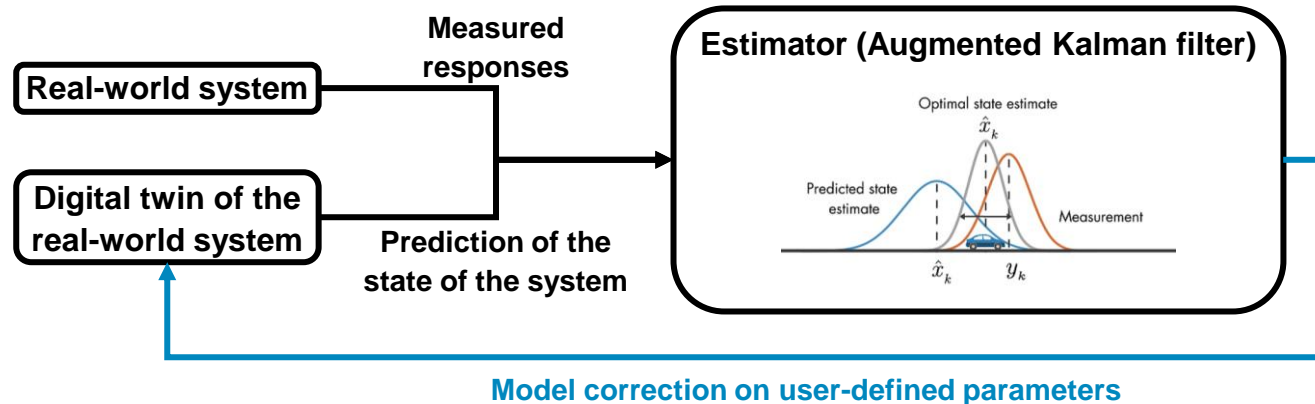 Measured
responses
Real-world system
Digital twin of the
real-world system
Prediction of the
state of the system
Estimator (Augmented Kalman filter)
Optimal state estimate
x̂ₖ
Predicted state
estimate
Measurement
x̂ₖ
yₖ
Model correction on user-defined parameters